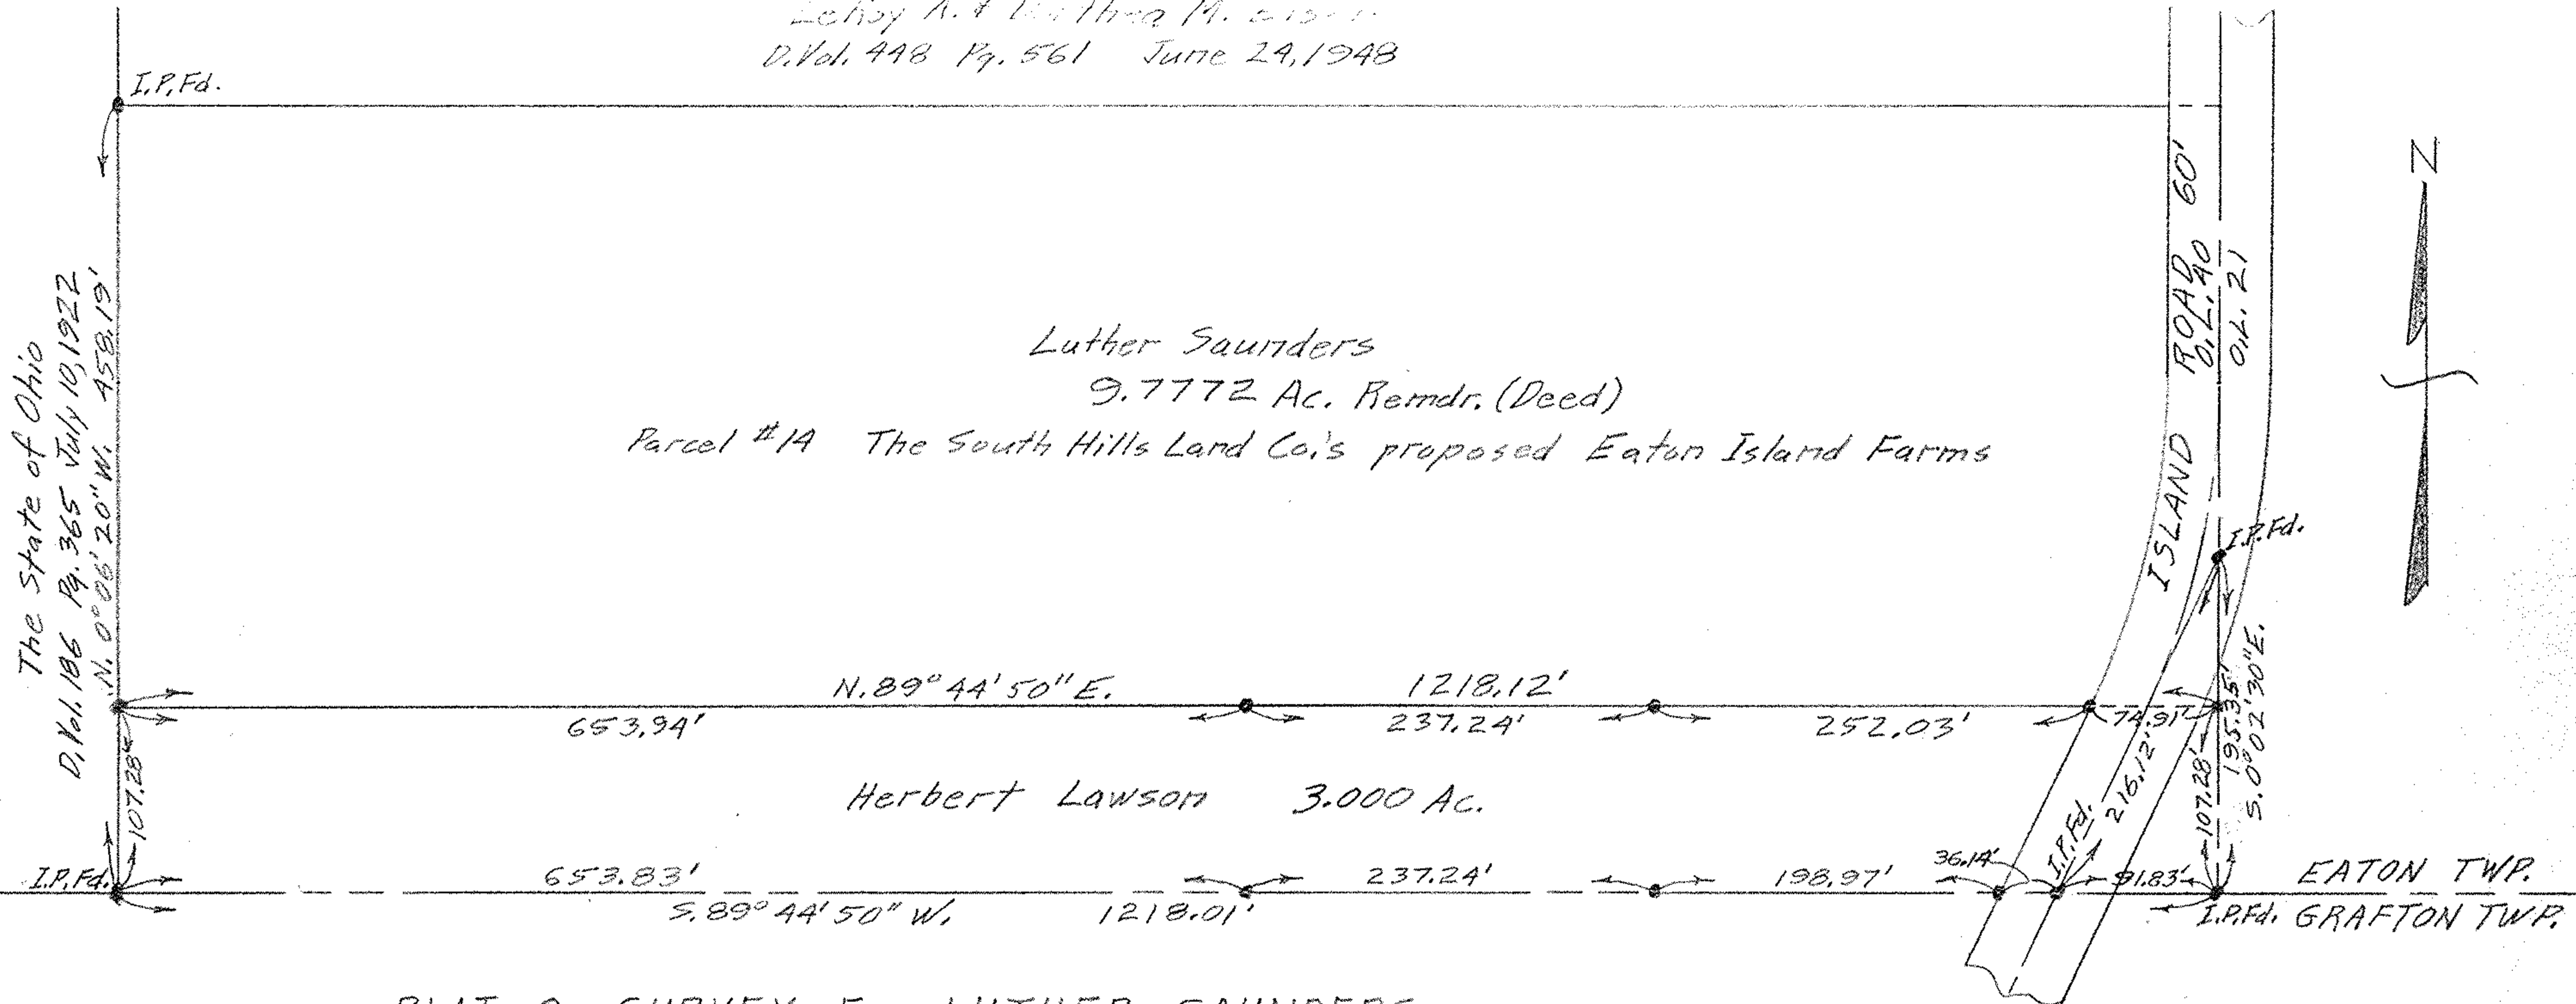 LeRoy A. &
D.Vol. 448 Pg. 561 June 24, 1948
I.P.Fd.
The State of Ohio
D.Vol. 186 Pg. 365 July 10, 1922
N. 0° 06' 20" W. 458.19'
Luther Saunders
9.7772 Ac. Remdr. (Deed)
Parcel #14 The South Hills Land Co.'s proposed Eaton Island Farms
ISLAND ROAD 60'
O.L. 40
O.L. 21
N
I.P.Fd.
N. 89° 44' 50" E. 1218.12'
653.94' 237.24' 252.03' 74.91'
195.35'
S. 0° 02' 30" E.
107.28'
216.12'
107.28'
Herbert Lawson 3.000 Ac.
I.P.Fd.
I.P.Fd. 653.83' 237.24' 198.97' 36.14' 91.83' EATON TWP.
S. 89° 44' 50" W. 1218.01' I.P.Fd. GRAFTON TWP.
SURVEY LUTHER SAUNDERS